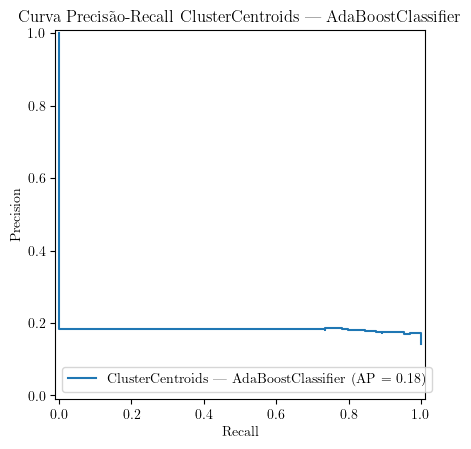 Curva Precisão-Recall ClusterCentroids — AdaBoostClassifier
1.0
0.8
0.6
0.4
0.2
0.0
Precision
ClusterCentroids — AdaBoostClassifier (AP = 0.18)
0.0 0.2 0.4 0.6 0.8 1.0
Recall